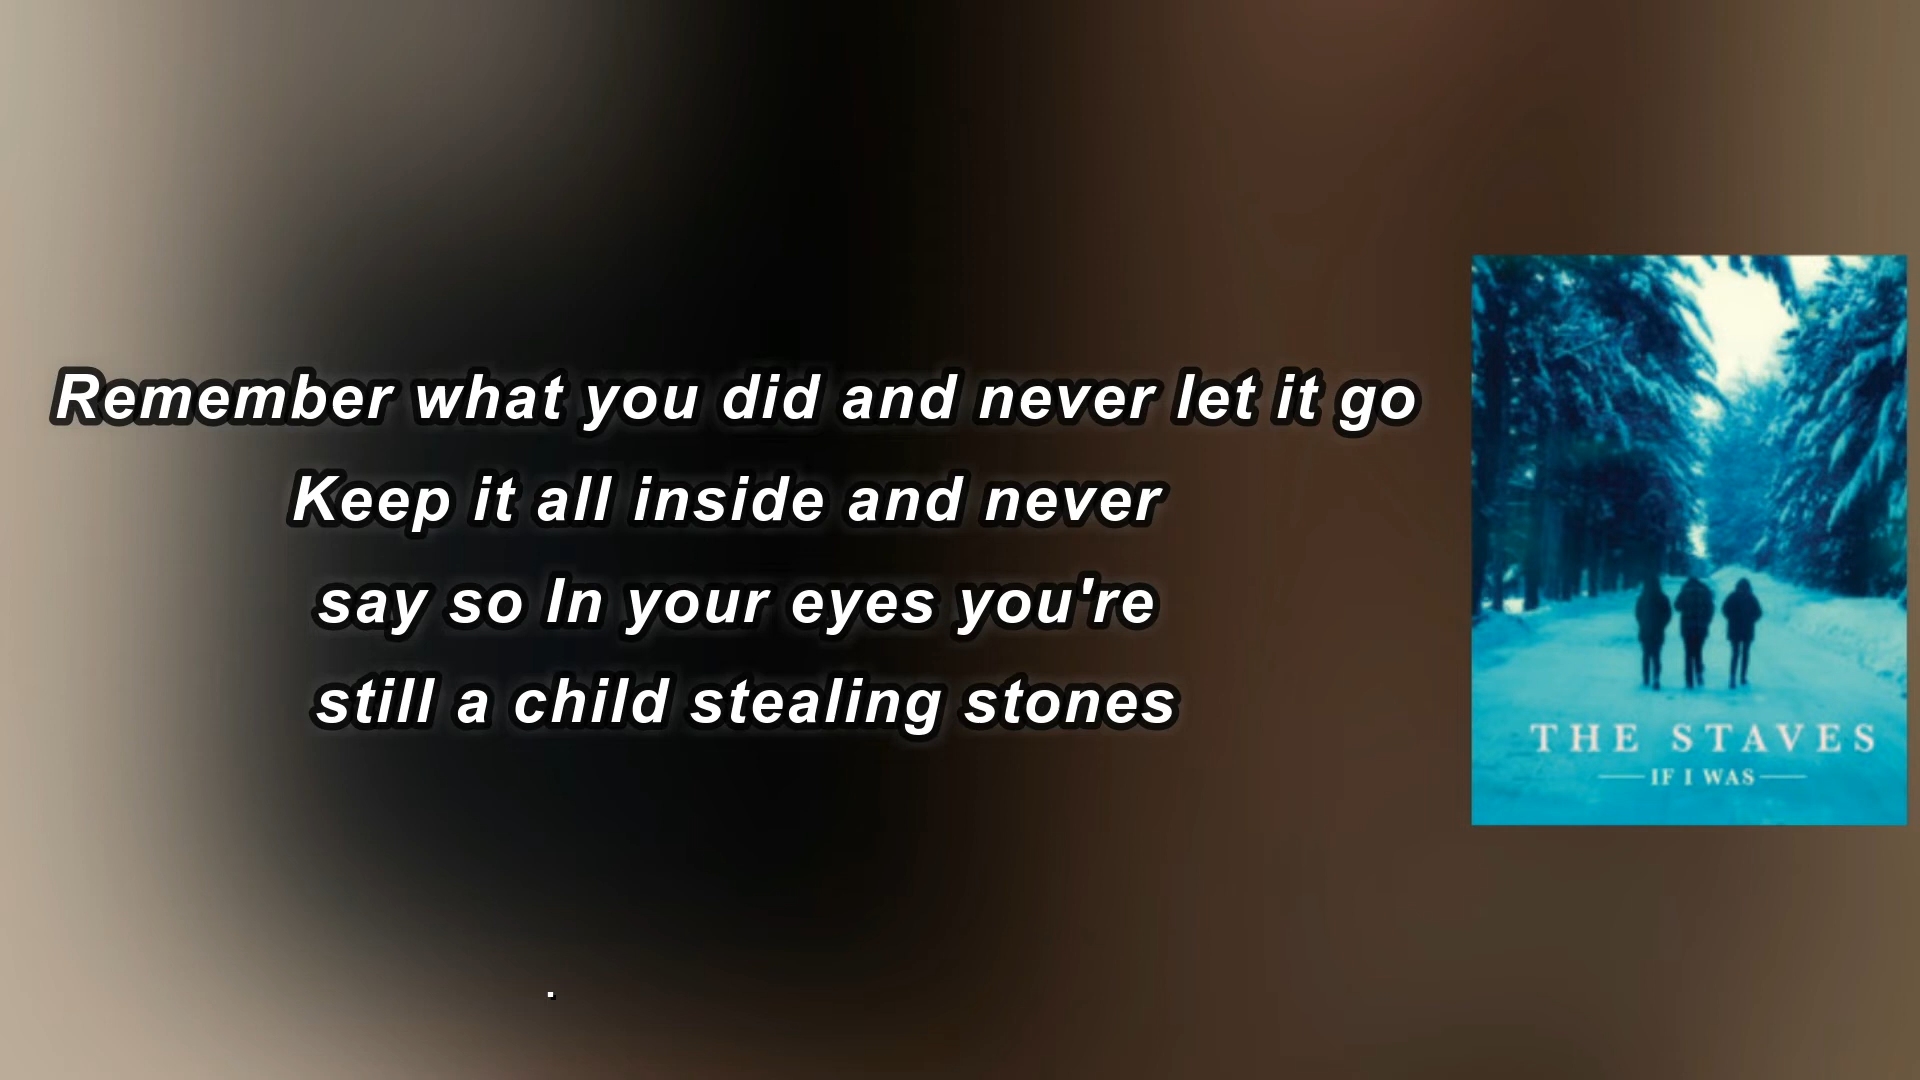 Remember what you did and never let it go
Keep it all inside and never
say so In your eyes you're
still a child stealing stones
THE STAVES
IF I WAS
.